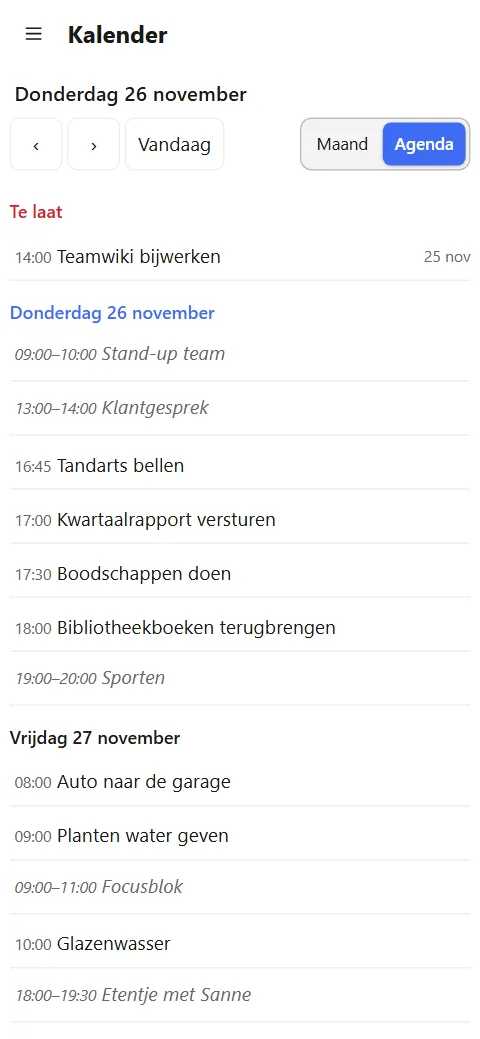 Kalender
Donderdag 26 november
‹ › Vandaag Maand Agenda
Te laat
14:00 Teamwiki bijwerken 25 nov
Donderdag 26 november
09:00–10:00 Stand-up team
13:00–14:00 Klantgesprek
16:45 Tandarts bellen
17:00 Kwartaalrapport versturen
17:30 Boodschappen doen
18:00 Bibliotheekboeken terugbrengen
19:00–20:00 Sporten
Vrijdag 27 november
08:00 Auto naar de garage
09:00 Planten water geven
09:00–11:00 Focusblok
10:00 Glazenwasser
18:00–19:30 Etentje met Sanne